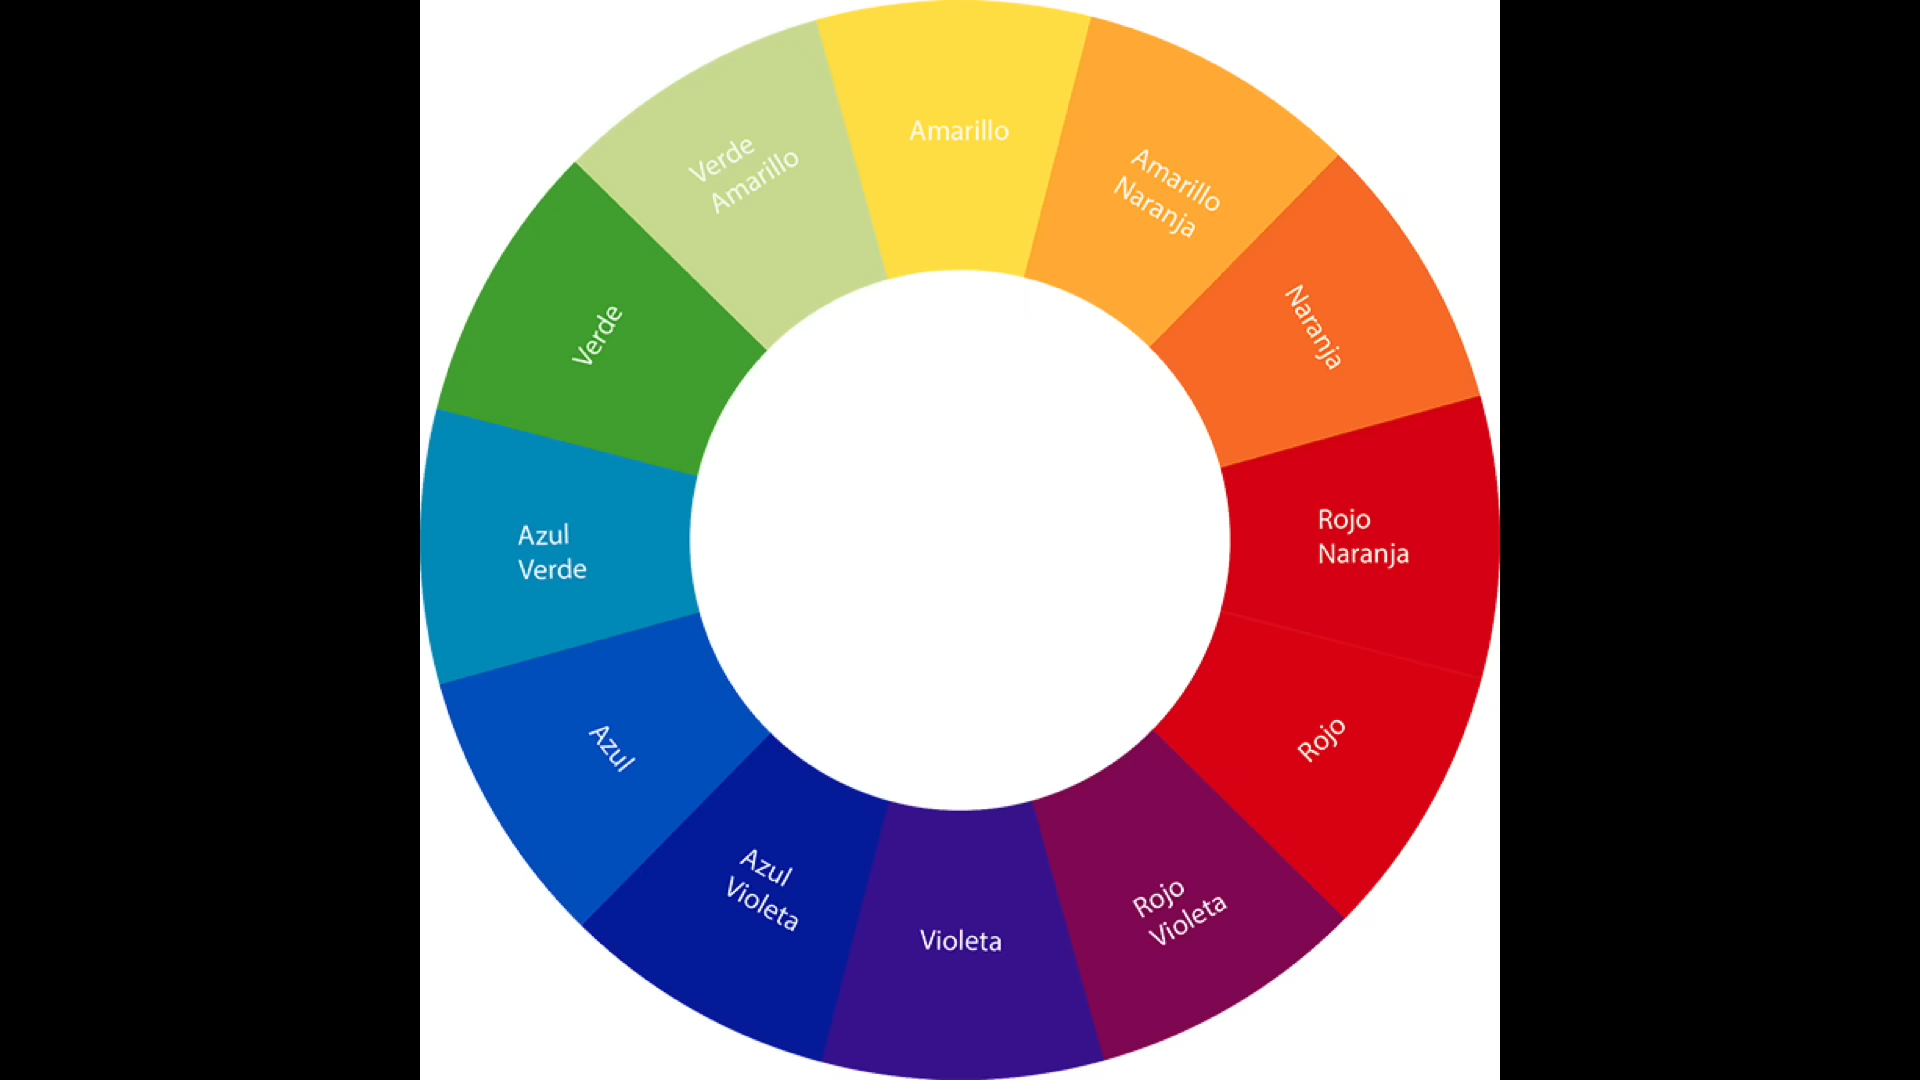 Amarillo
Amarillo
Naranja
Naranja
Rojo
Naranja
Rojo
Rojo
Violeta
Violeta
Azul
Violeta
Azul
Azul
Verde
Verde
Verde
Amarillo